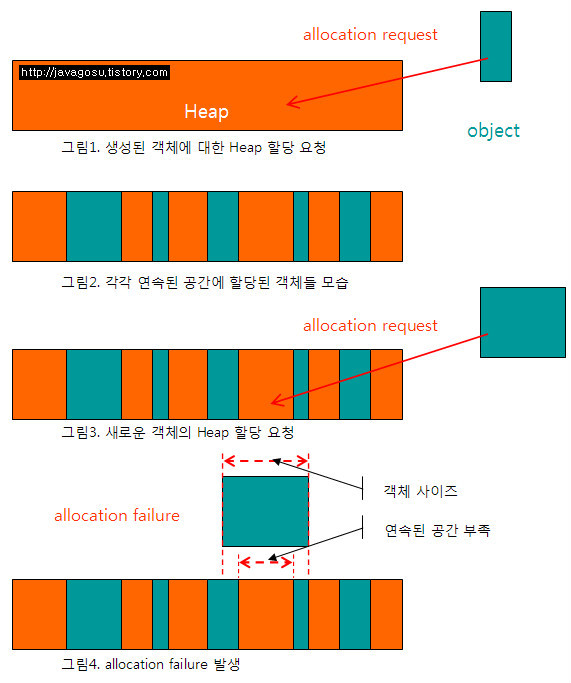 allocation request
http://javagosu.tistory.com
Heap
object
그림1. 생성된 객체에 대한 Heap 할당 요청
그림2. 각각 연속된 공간에 할당된 객체들 모습
allocation request
그림3. 새로운 객체의 Heap 할당 요청
객체 사이즈
allocation failure
연속된 공간 부족
그림4. allocation failure 발생